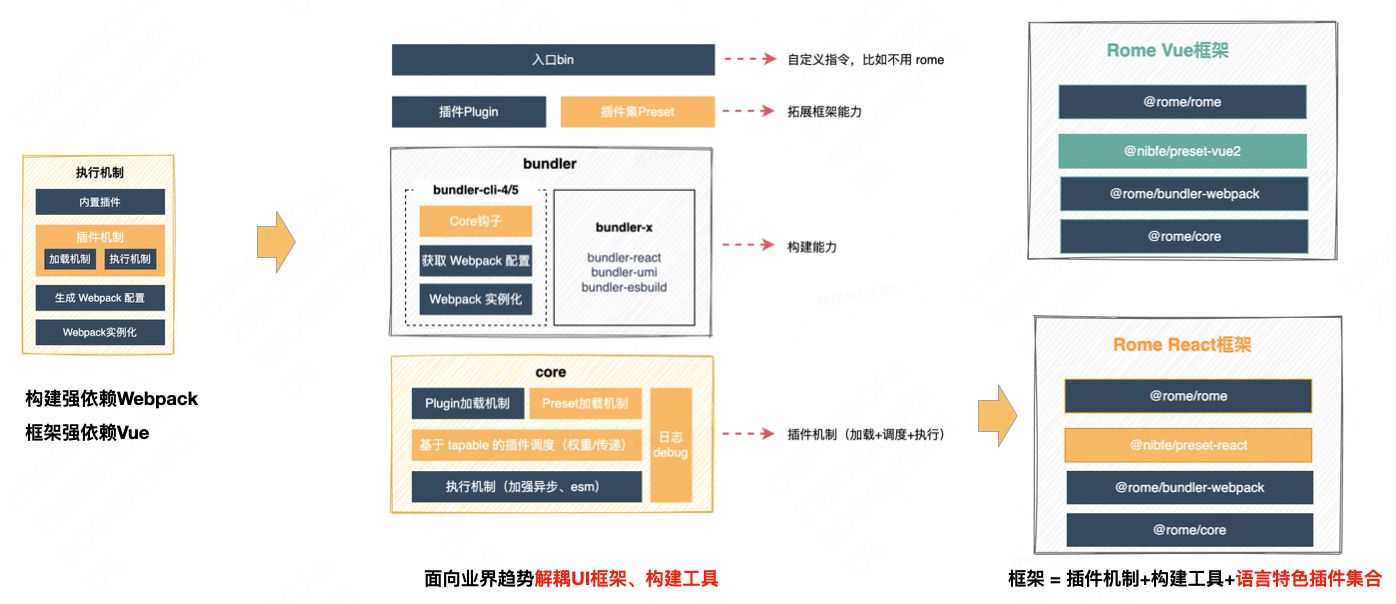 执行机制
内置插件
插件机制
加载机制
执行机制
生成 Webpack 配置
Webpack实例化
构建强依赖Webpack
框架强依赖Vue
入口bin
自定义指令，比如不用 rome
插件Plugin
插件集Preset
拓展框架能力
bundler
bundler-cli-4/5
Core钩子
获取 Webpack 配置
Webpack 实例化
bundler-x
bundler-react
bundler-umi
bundler-esbuild
构建能力
core
Plugin加载机制
Preset加载机制
基于 tapable 的插件调度（权重/传递）
执行机制（加强异步、esm）
日志
debug
插件机制（加载+调度+执行）
面向业界趋势解耦UI框架、构建工具
Rome Vue框架
@rome/rome
@nibfe/preset-vue2
@rome/bundler-webpack
@rome/core
Rome React框架
@rome/rome
@nibfe/preset-react
@rome/bundler-webpack
@rome/core
框架 = 插件机制+构建工具+语言特色插件集合